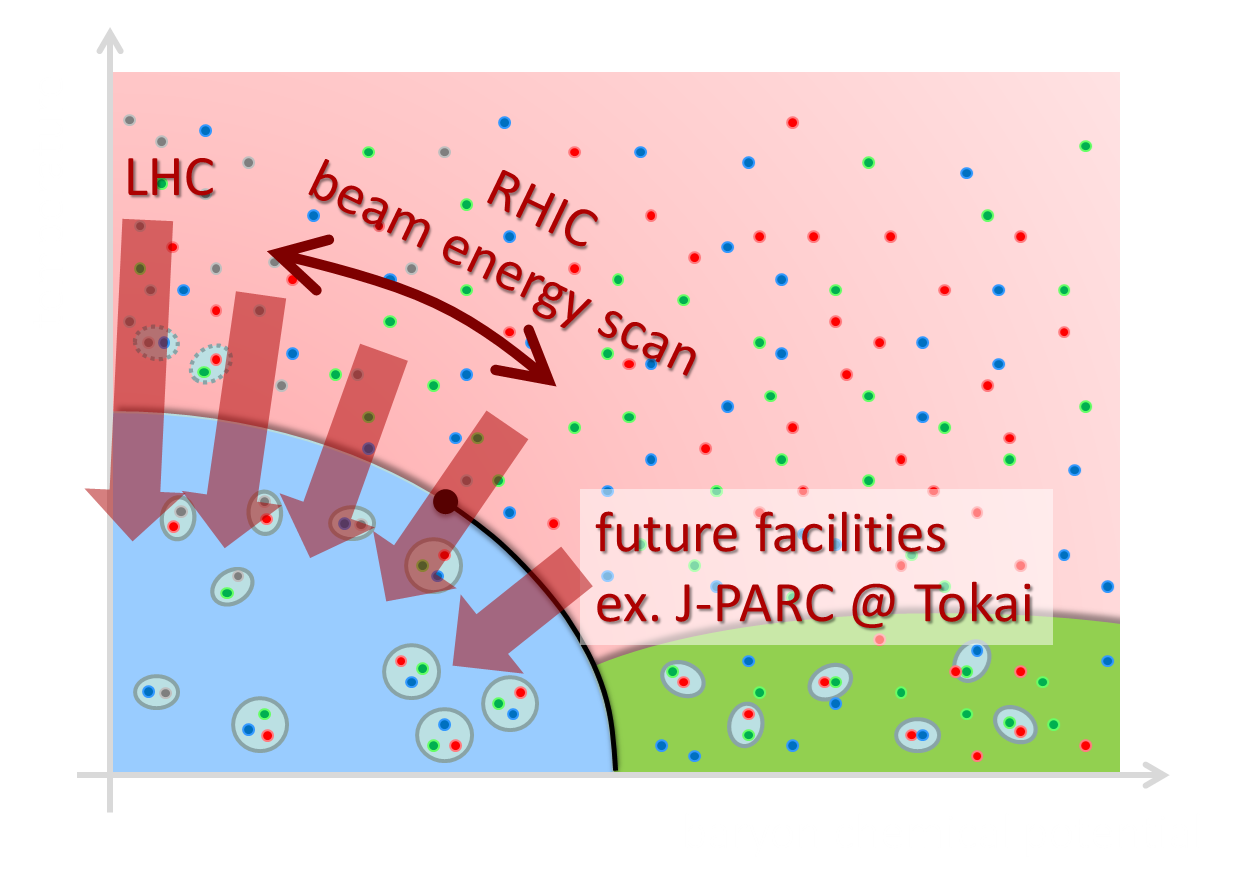 LHC
RHIC
beam energy scan
future facilities
ex. J-PARC @ Tokai